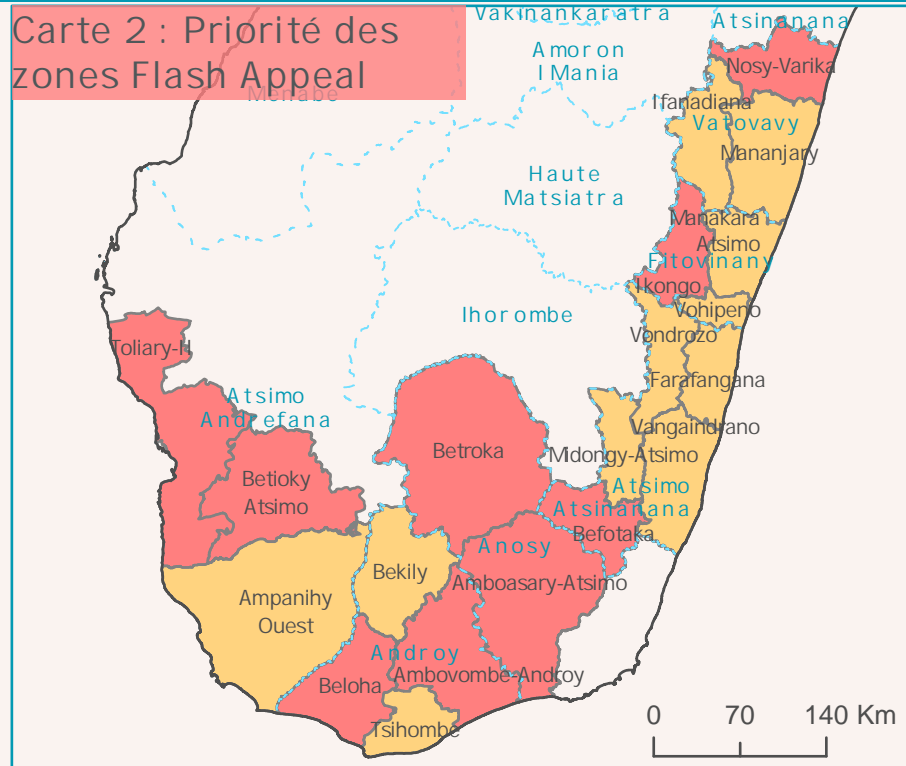 Carte 2 : Priorité des
zones Flash Appeal
Vakinankaratra
Atsinanana
Amoron
I Mania
Nosy-Varika
Menabe
Ifanadiana
Vatovavy
Mananjary
Haute
Matsiatra
Manakara
Atsimo
Fitovinany
Ikongo
Ihorombe
Vohipeno
Vondrozo
Toliary-II
Farafangana
Atsimo
Andrefana
Vangaindrano
Betroka
Midongy-Atsimo
Betioky
Atsimo
Atsimo
Atsinanana
Befotaka
Anosy
Bekily
Amboasary-Atsimo
Ampanihy
Ouest
Androy
Ambovombe-Androy
Beloha
Tsihombe
0 70 140 Km